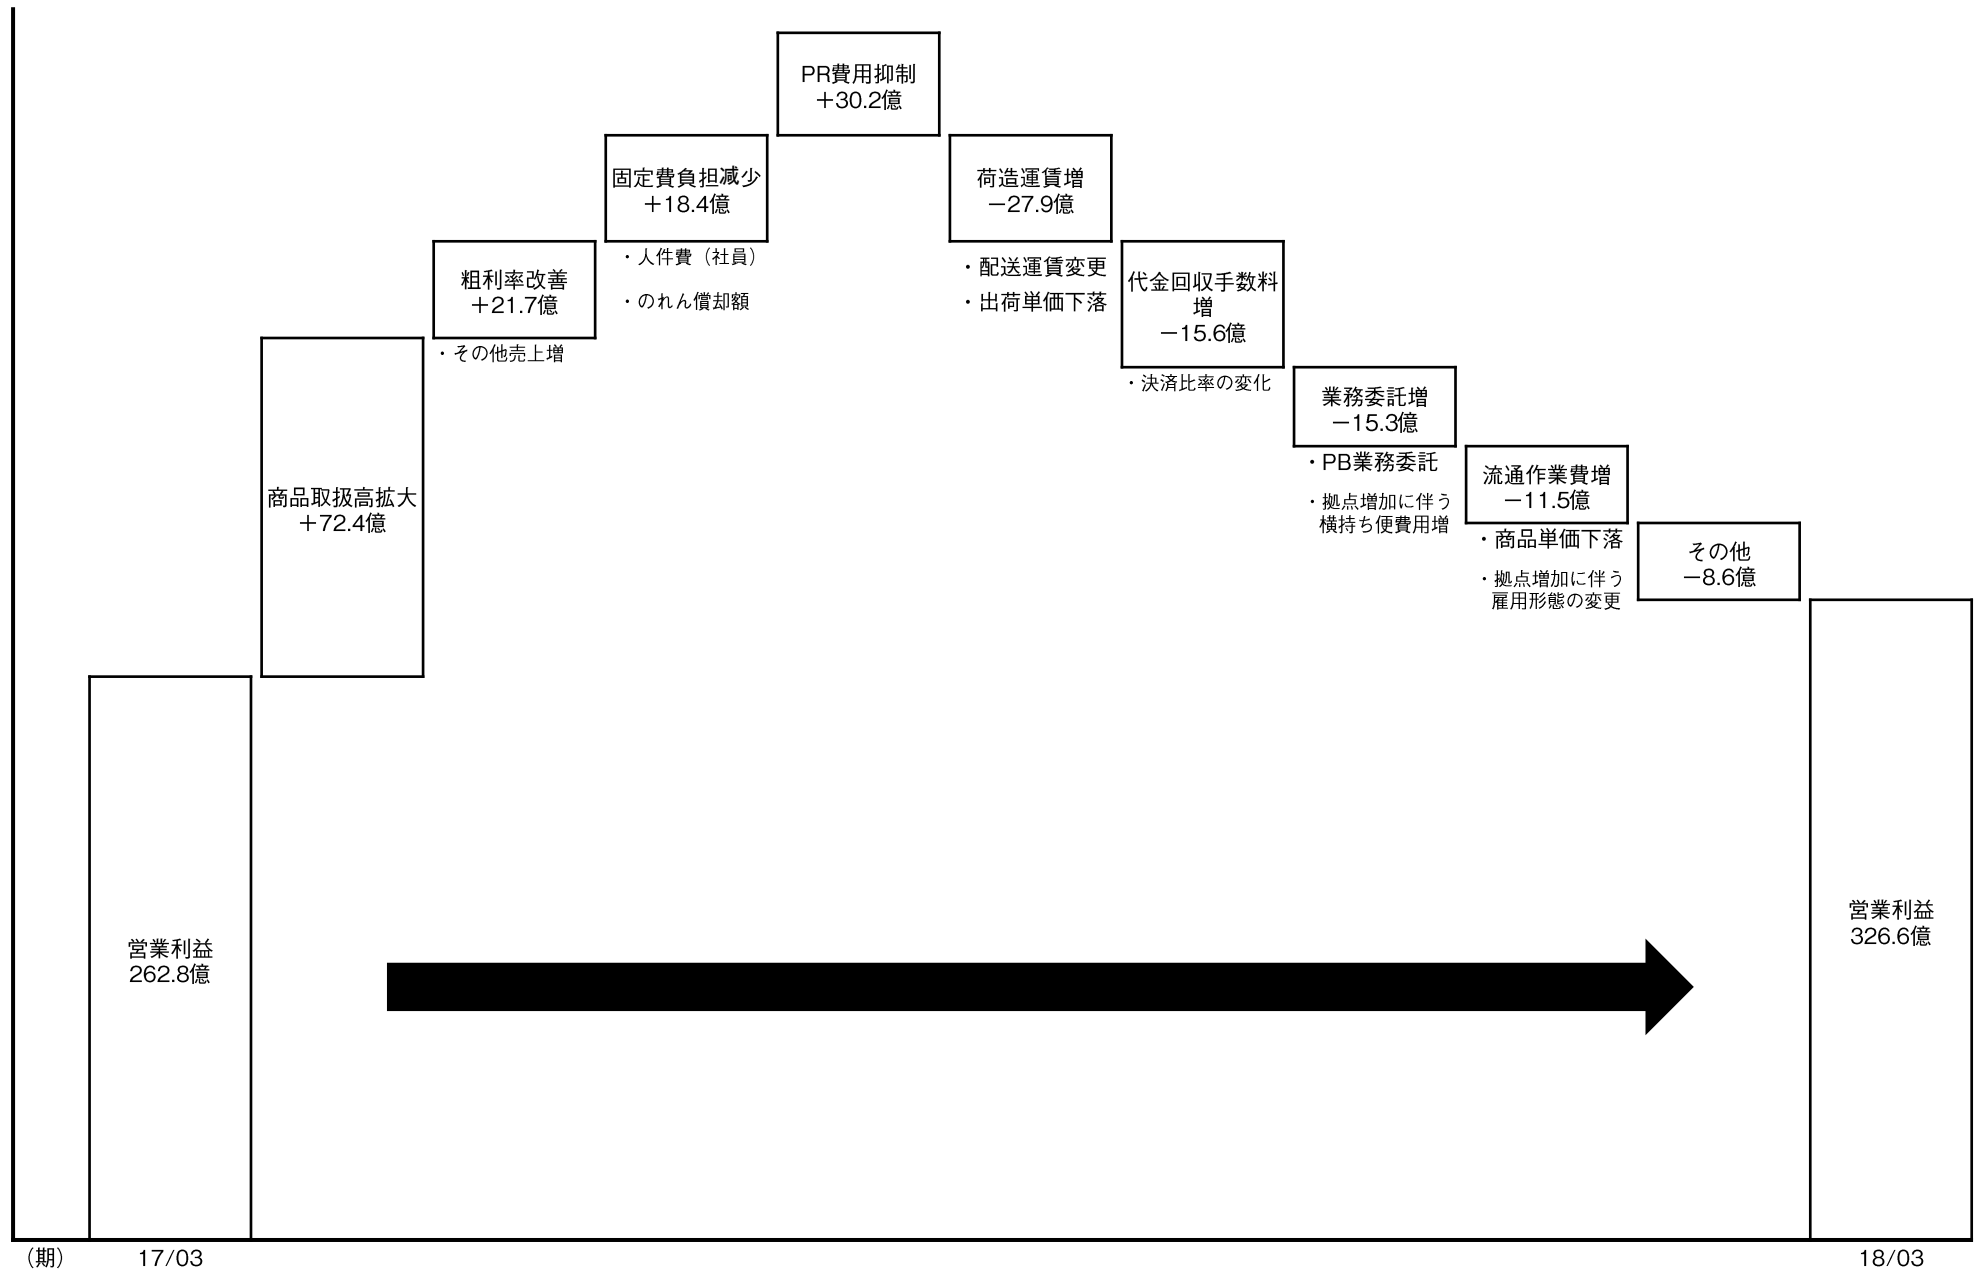 PR費用抑制
＋30.2億
固定費負担減少
＋18.4億
・人件費（社員）
・のれん償却額
荷造運賃増
－27.9億
・配送運賃変更
・出荷単価下落
粗利率改善
＋21.7億
・その他売上増
代金回収手数料
増
－15.6億
・決済比率の変化
商品取扱高拡大
＋72.4億
業務委託増
－15.3億
・PB業務委託
・拠点増加に伴う
横持ち便費用増
流通作業費増
－11.5億
・商品単価下落
・拠点増加に伴う
雇用形態の変更
その他
－8.6億
営業利益
262.8億
営業利益
326.6億
（期）
17/03
18/03